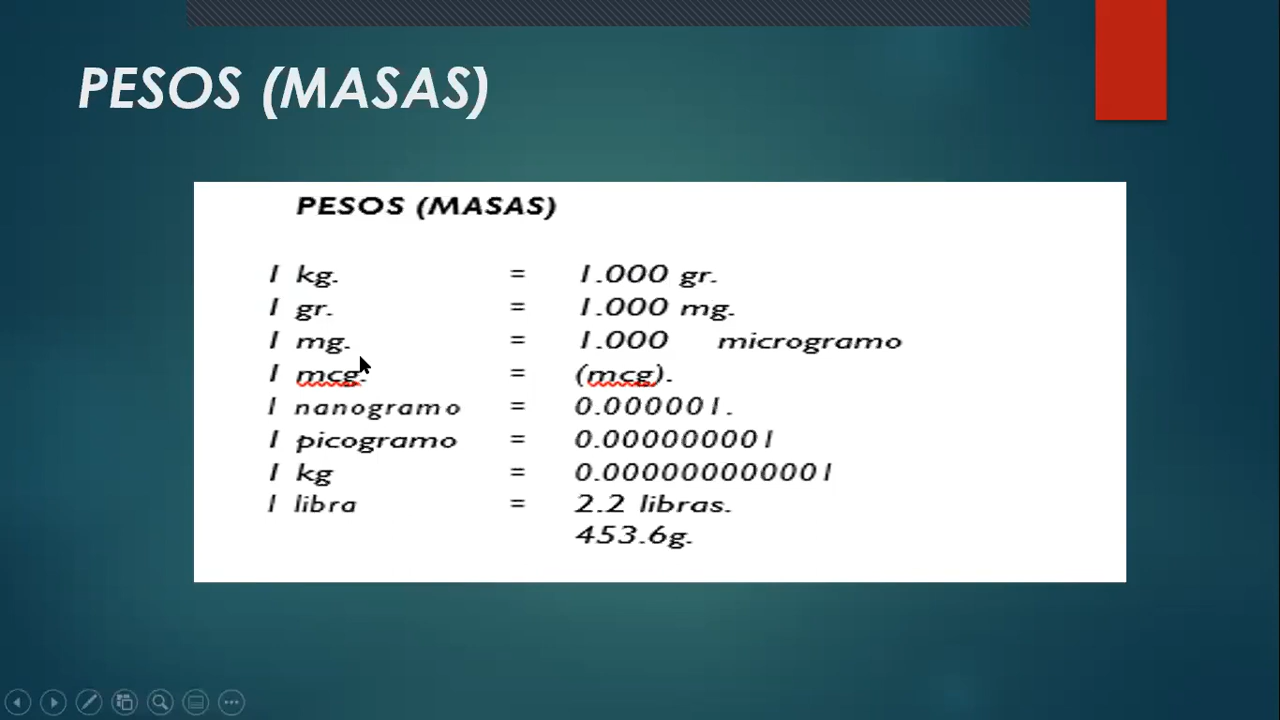 PESOS (MASAS)
PESOS (MASAS)
1 kg. = 1.000 gr.
1 gr. = 1.000 mg.
1 mg. = 1.000 microgramo
1 mcg. = (mcg).
1 nanogramo = 0.000001.
1 picogramo = 0.000000001
1 kg = 0.000000000001
1 libra = 2.2 libras.
453.6g.